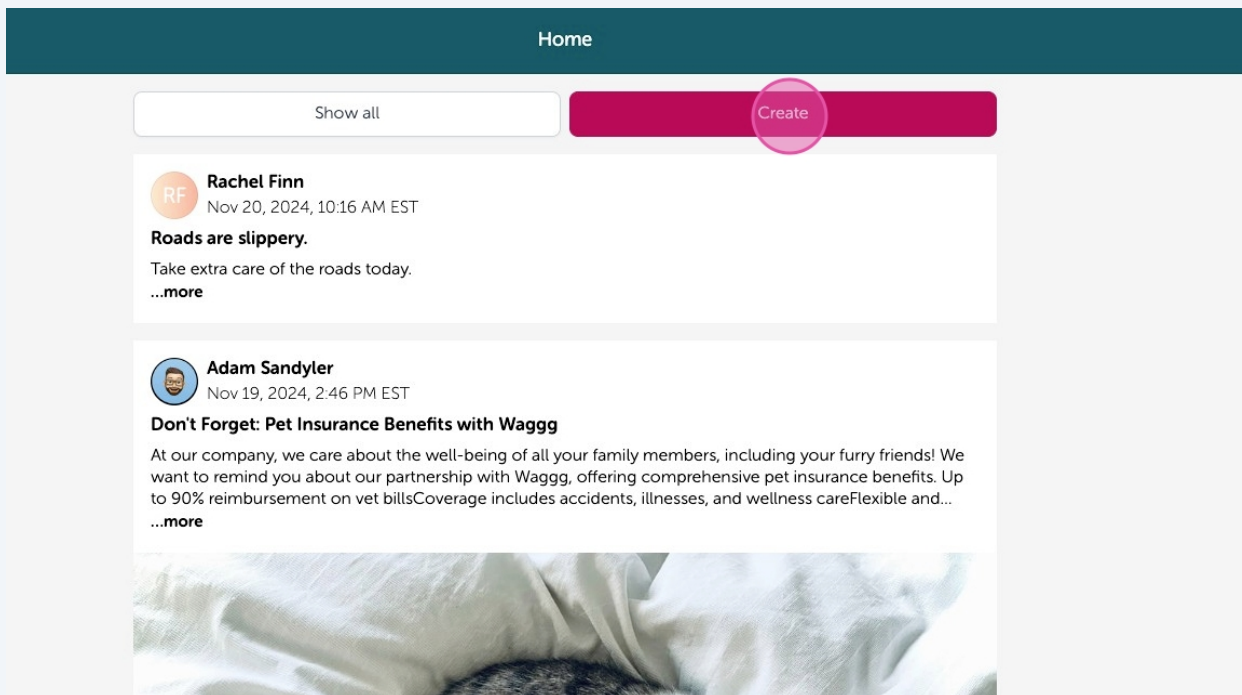 Home
Show all
Create
RF
Rachel Finn
Nov 20, 2024, 10:16 AM EST
Roads are slippery.
Take extra care of the roads today.
...more
Adam Sandyler
Nov 19, 2024, 2:46 PM EST
Don't Forget: Pet Insurance Benefits with Waggg
At our company, we care about the well-being of all your family members, including your furry friends! We
want to remind you about our partnership with Waggg, offering comprehensive pet insurance benefits. Up
to 90% reimbursement on vet billsCoverage includes accidents, illnesses, and wellness careFlexible and...
...more